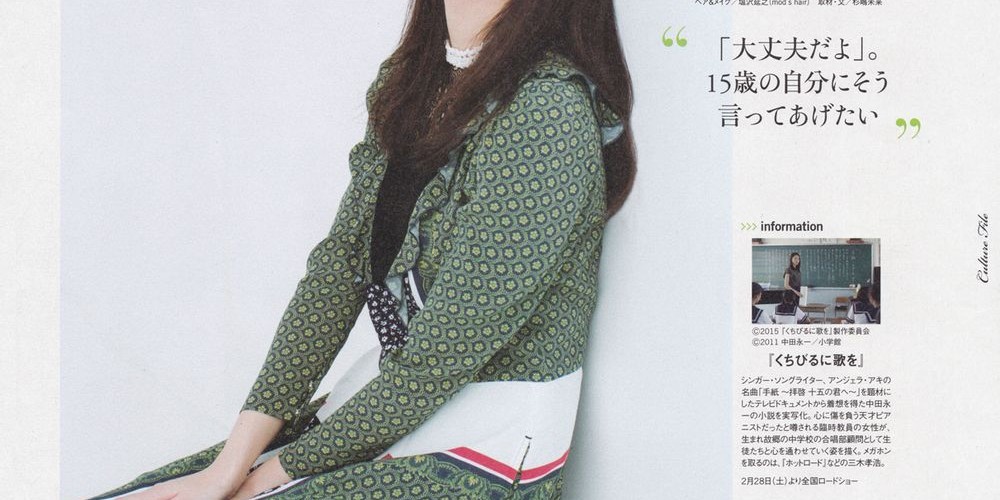 ヘア&メイク/塩沢延之(mod's hair) 取材・文/杉嶋未来
“「大丈夫だよ」。
15歳の自分にそう
言ってあげたい”
>>> information
Ⓒ2015『くちびるに歌を』製作委員会
Ⓒ2011 中田永一/小学館
『くちびるに歌を』
シンガー・ソングライター、アンジェラ・アキの
名曲「手紙 ～拝啓 十五の君へ～」を題材に
したテレビドキュメントから着想を得た中田永
一の小説を実写化。心に傷を負う天才ピア
ニストだったと噂される臨時教員の女性が、
生まれ故郷の中学校の合唱部顧問として生
徒たちと心を通わせていく姿を描く。メガホン
を取るのは、「ホットロード」などの三木孝浩。
2月28日(土)より全国ロードショー
Culture File